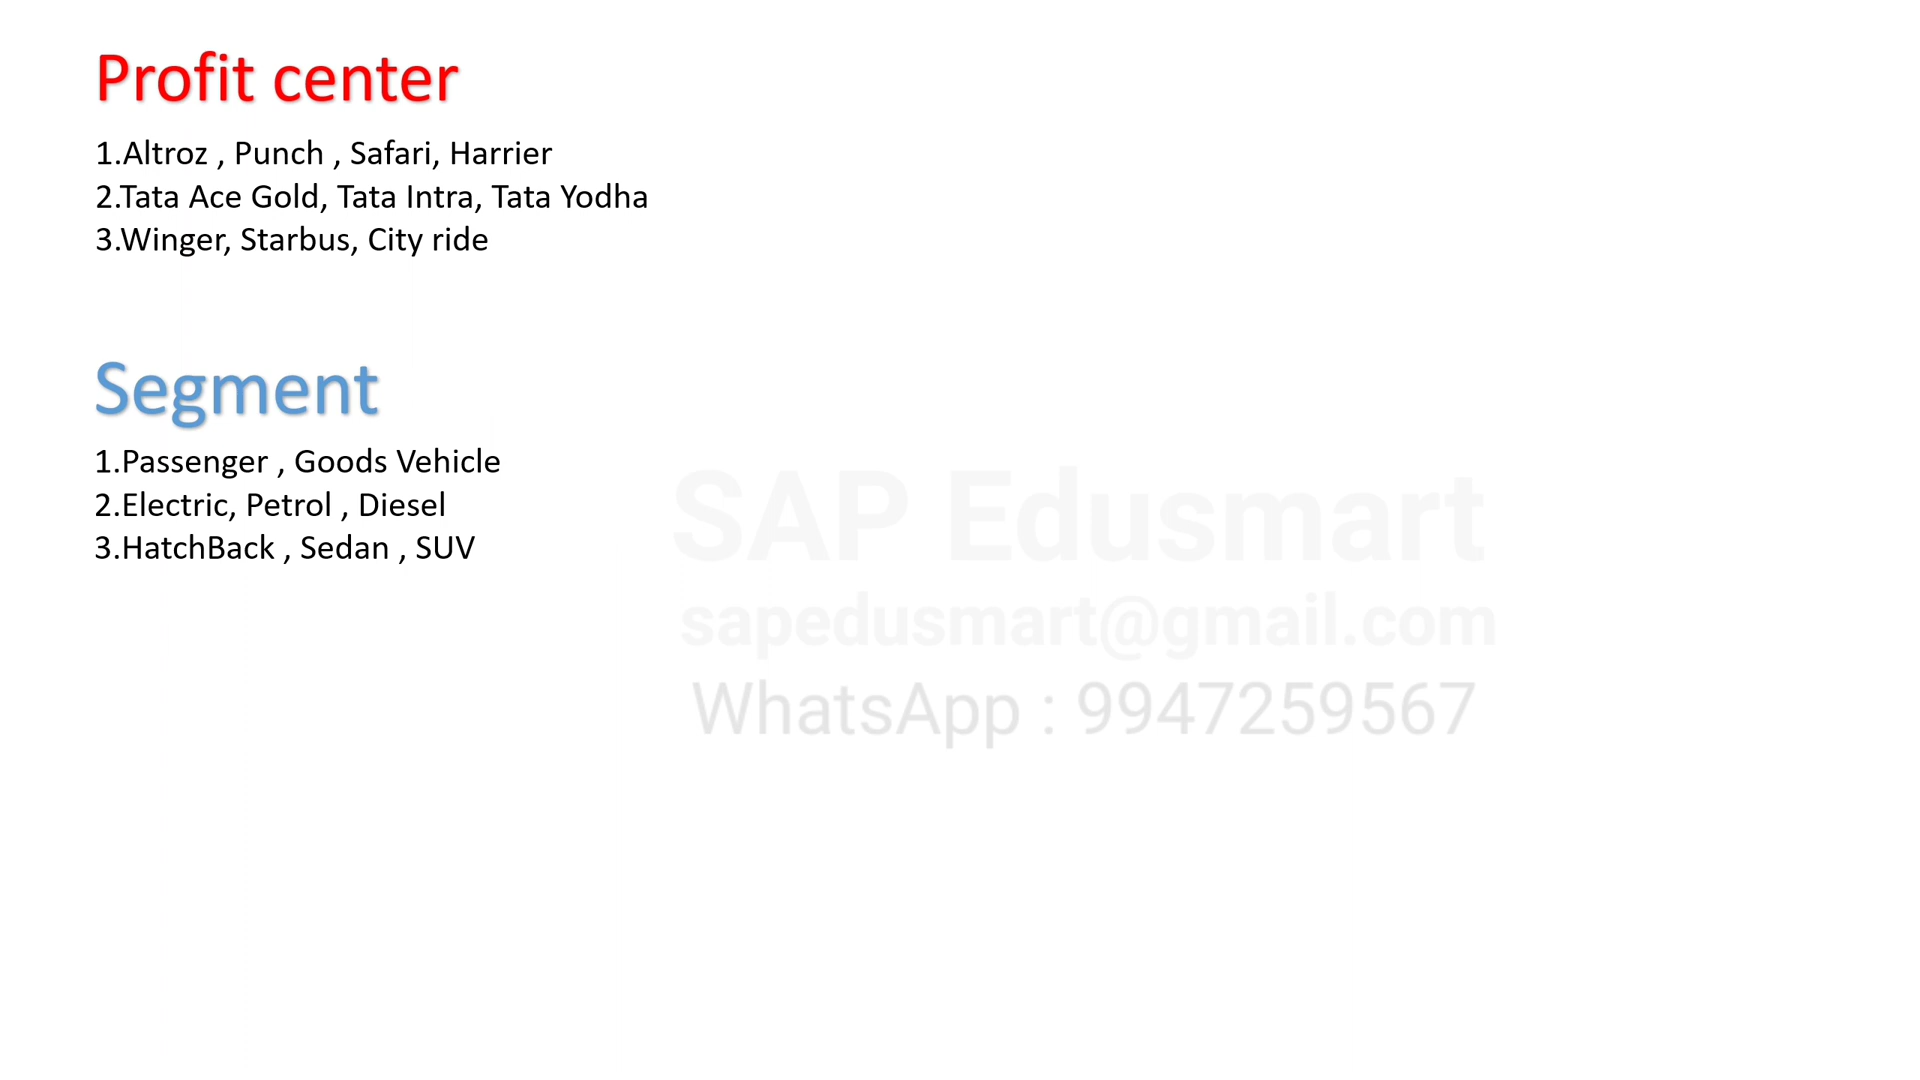 Profit center
1.Altroz , Punch , Safari, Harrier
2.Tata Ace Gold, Tata Intra, Tata Yodha
3.Winger, Starbus, City ride
Segment
1.Passenger , Goods Vehicle
2.Electric, Petrol , Diesel
3.HatchBack , Sedan , SUV
SAP Edusmart
sapedusmart@gmail.com
WhatsApp : 9947259567